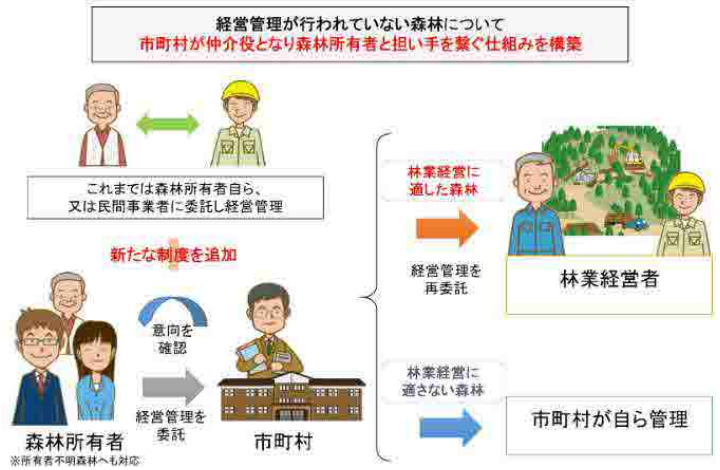 経営管理が行われていない森林について
市町村が仲介役となり森林所有者と担い手を繋ぐ仕組みを構築
これまでは森林所有者自ら、
又は民間事業者に委託し経営管理
新たな制度を追加
意向を
確認
経営管理を
委託
森林所有者
※所有者不明森林へも対応
市町村
林業経営に
適した森林
経営管理を
再委託
林業経営者
林業経営に
適さない森林
市町村が自ら管理